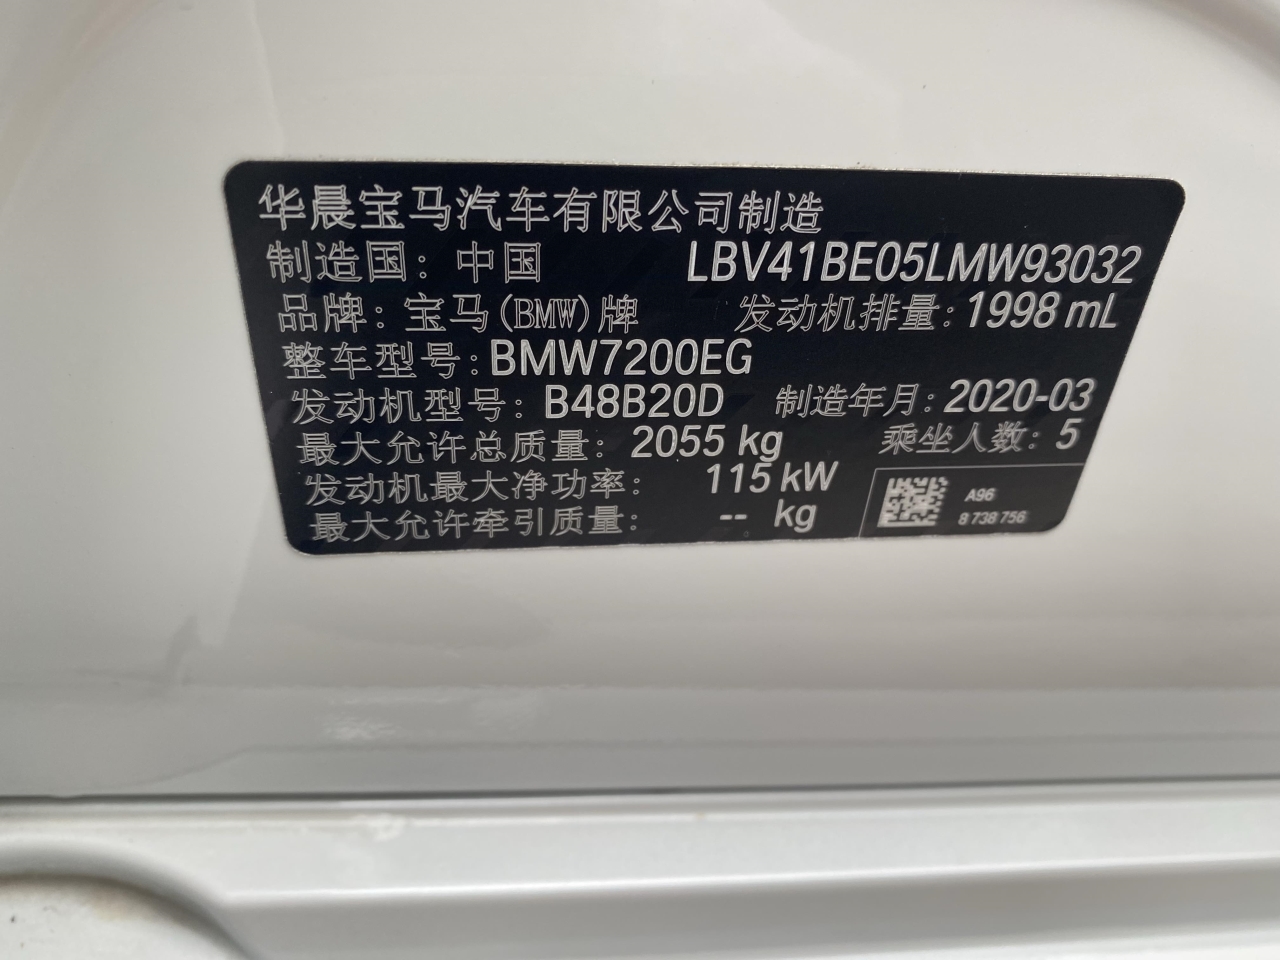 华晨宝马汽车有限公司制造
制造国：中国 LBV41BE05LMW93032
品牌：宝马(BMW)牌 发动机排量：1998 mL
整车型号：BMW7200EG
发动机型号：B48B20D 制造年月：2020-03
最大允许总质量：2055 kg 乘坐人数：5
发动机最大净功率：115 kW
最大允许牵引质量：-- kg
A96
8 738 756